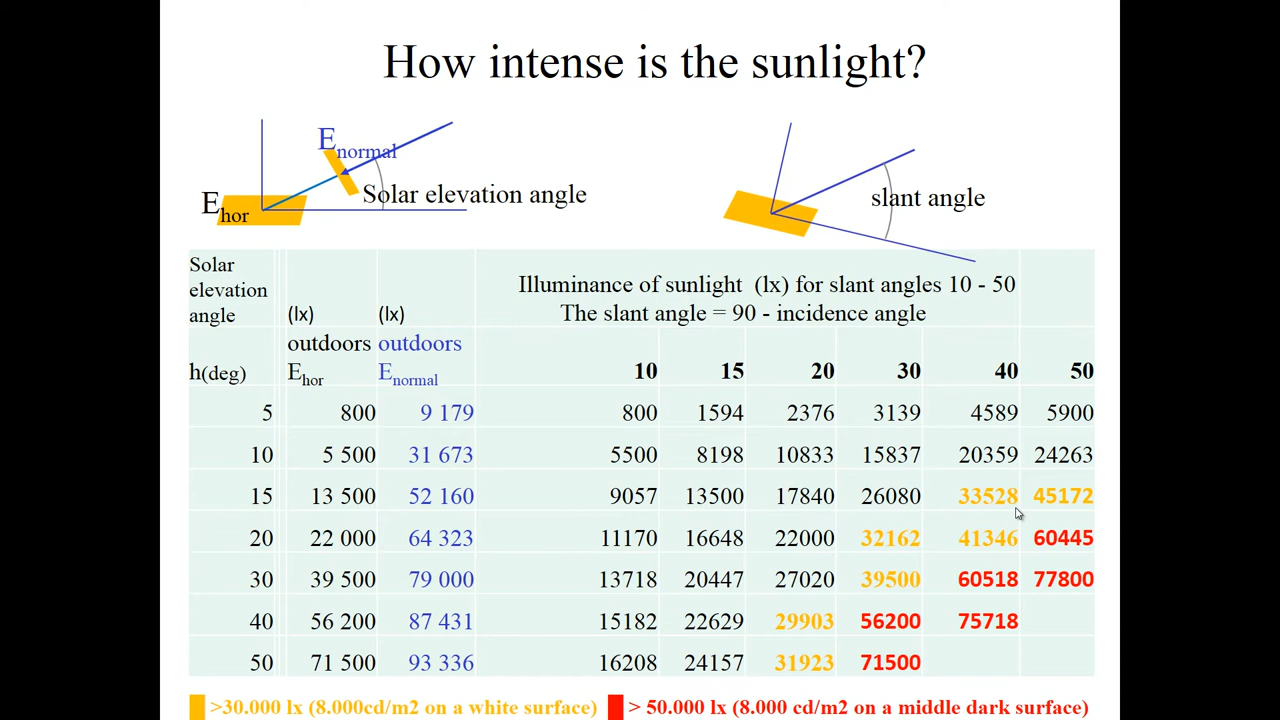 How intense is the sunlight?
Enormal
Solar elevation angle
Ehor
slant angle
Solar elevation angle
Illuminance of sunlight (lx) for slant angles 10 - 50
(lx) (lx) The slant angle = 90 - incidence angle
outdoors outdoors
h(deg) Ehor Enormal 10 15 20 30 40 50
5 800 9 179 800 1594 2376 3139 4589 5900
10 5 500 31 673 5500 8198 10833 15837 20359 24263
15 13 500 52 160 9057 13500 17840 26080 33528 45172
20 22 000 64 323 11170 16648 22000 32162 41346 60445
30 39 500 79 000 13718 20447 27020 39500 60518 77800
40 56 200 87 431 15182 22629 29903 56200 75718
50 71 500 93 336 16208 24157 31923 71500
>30.000 lx (8.000cd/m2 on a white surface) > 50.000 lx (8.000 cd/m2 on a middle dark surface)